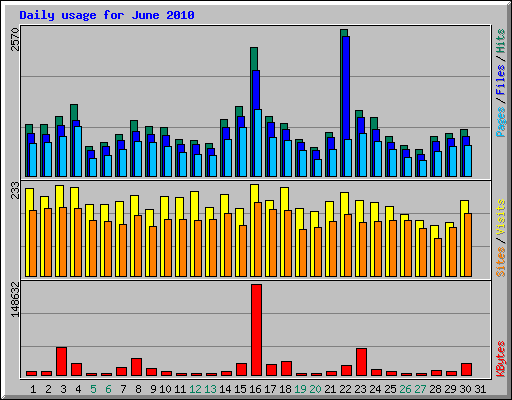 Daily usage for June 2010
2570
Pages / Files / Hits
233
Sites / Visits
148632
KBytes
1 2 3 4 5 6 7 8 9 10 11 12 13 14 15 16 17 18 19 20 21 22 23 24 25 26 27 28 29 30 31